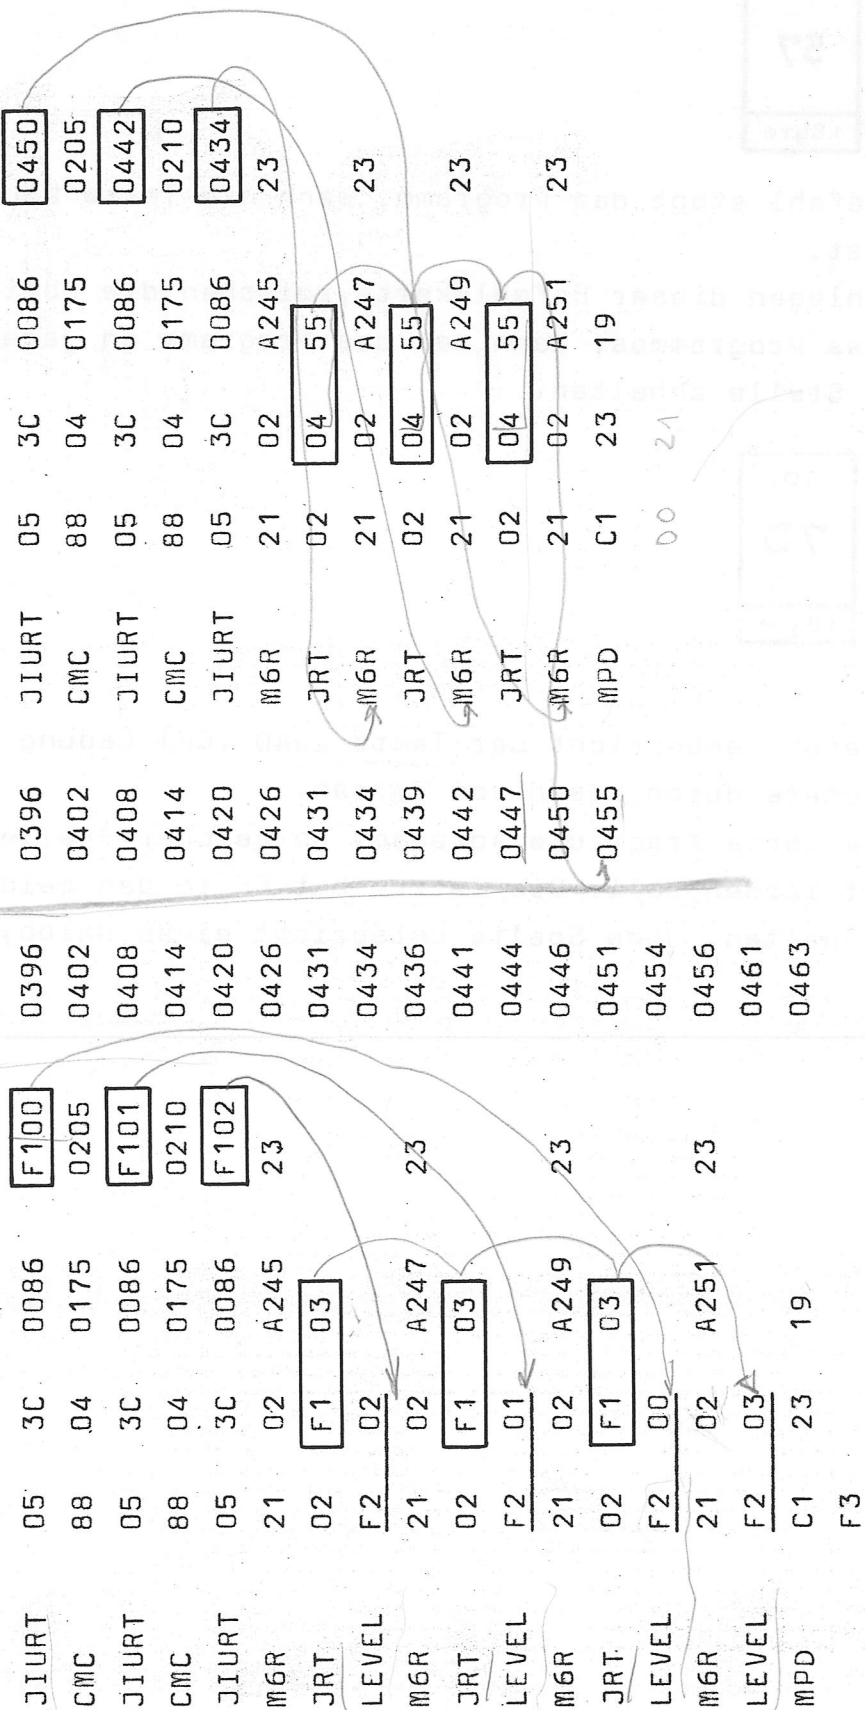 JIURT 05 3C 0086 F100 0396
CMC 88 04 0175 0205 0402
JIURT 05 3C 0086 F101 0408
CMC 88 04 0175 0210 0414
JIURT 05 3C 0086 F102 0420
M6R 21 02 A245 23 0426
JRT 02 F1 03 0431
LEVEL F2 02 0434
M6R 21 02 A247 23 0436
JRT 02 F1 03 0441
LEVEL F2 01 0444
M6R 21 02 A249 23 0446
JRT 02 F1 03 0451
LEVEL F2 00 0454
M6R 21 02 A251 23 0456
LEVEL F2 03 0461
MPD C1 23 19 0463
F3
0396 JIURT 05 3C 0086 0450
0402 CMC 88 04 0175 0205
0408 JIURT 05 3C 0086 0442
0414 CMC 88 04 0175 0210
0420 JIURT 05 3C 0086 0434
0426 M6R 21 02 A245 23
0431 JRT 02 04 55
0434 M6R 21 02 A247 23
0439 JRT 02 04 55
0442 M6R 21 02 A249 23
0447 JRT 02 04 55
0450 M6R 21 02 A251 23
0455 MPD C1 23 19
00 21